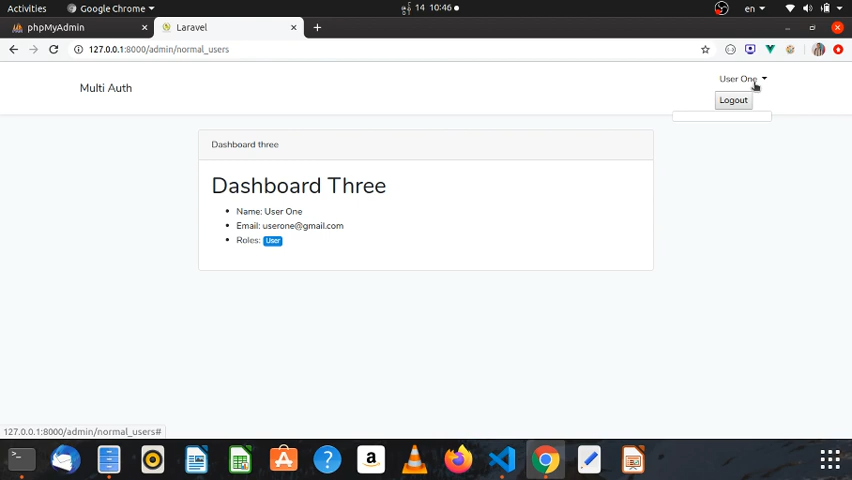 Activities
Google Chrome
14 10:46
en
phpMyAdmin
Laravel
127.0.0.1:8000/admin/normal_users
Multi Auth
User One
Logout
Dashboard three
Dashboard Three
Name: User One
Email: userone@gmail.com
Roles: User
127.0.0.1:8000/admin/normal_users#